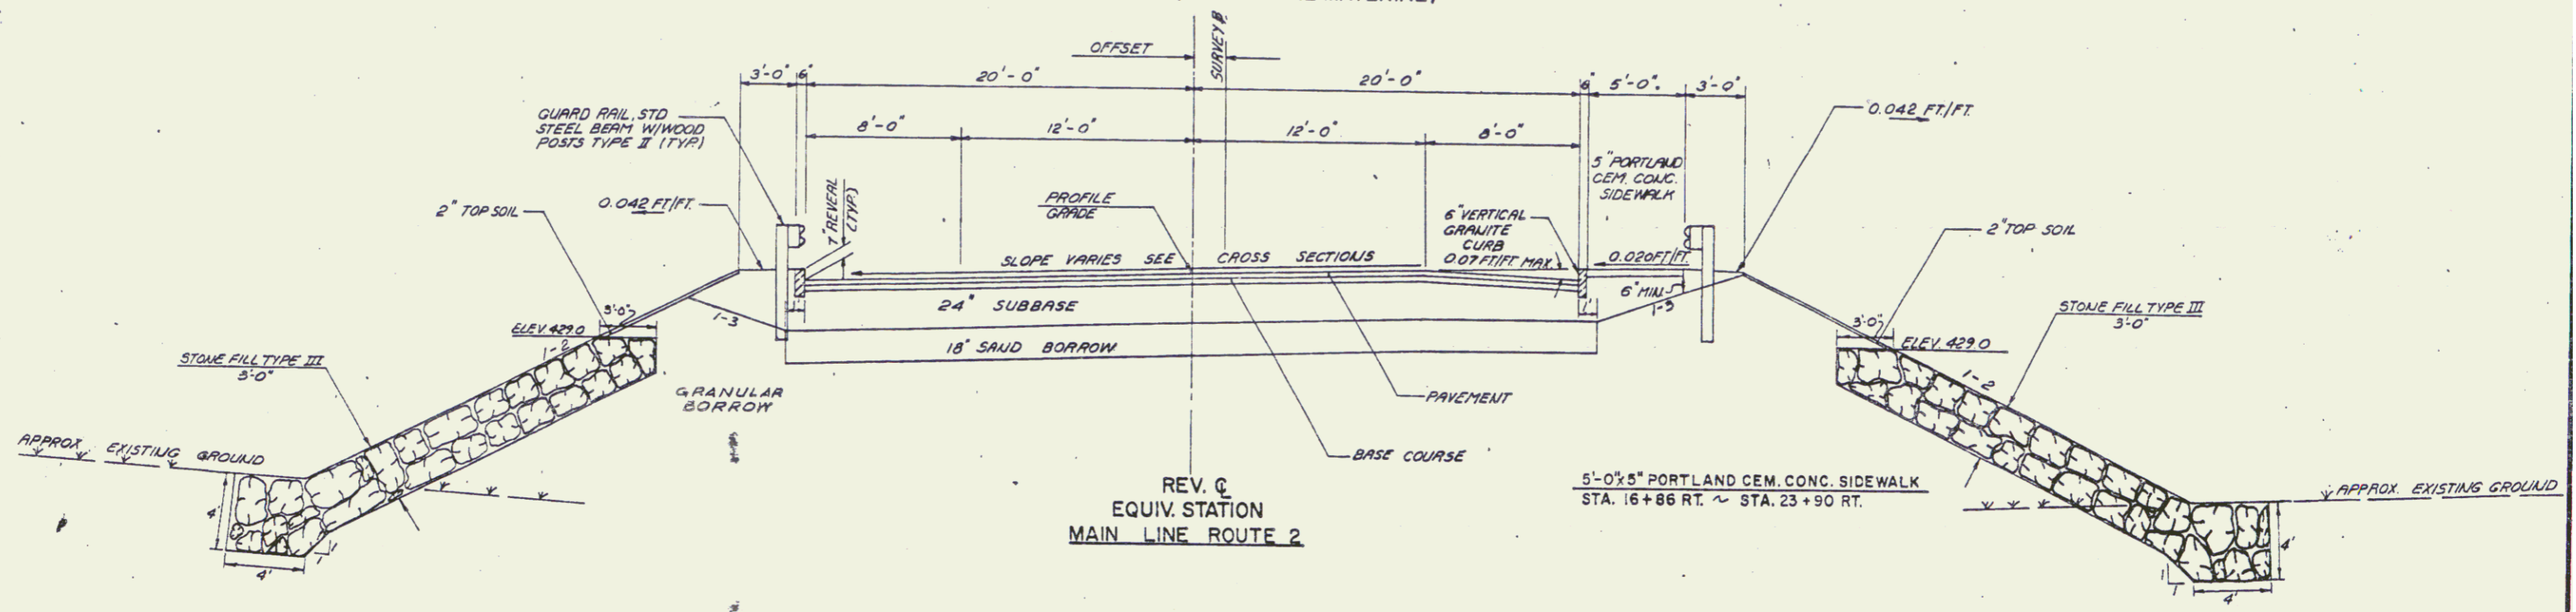 OFFSET
SURVEY B
3'-0"
6"
20'-0"
20'-0"
6"
5'-0".
3'-0"
8'-0"
12'-0"
12'-0"
8'-0"
GUARD RAIL, STD
STEEL BEAM W/WOOD
POSTS TYPE II (TYP.)
0.042 FT/FT.
5" PORTLAND
CEM. CONC.
SIDEWALK
2" TOP SOIL
0.042 FT/FT.
7" REVEAL
(TYP.)
PROFILE
GRADE
6" VERTICAL
GRANITE
CURB
0.07 FT/FT MAX.
2" TOP SOIL
SLOPE VARIES SEE CROSS SECTIONS
0.020 FT/FT.
24" SUBBASE
6" MIN.
1'
1'
1-3
1-3
18" SAND BORROW
3'-0"
ELEV. 429.0
1-2
STONE FILL TYPE III
3'-0"
STONE FILL TYPE III
3'-0"
3'-0"
ELEV. 429.0
1-2
GRANULAR
BORROW
PAVEMENT
BASE COURSE
APPROX. EXISTING GROUND
APPROX. EXISTING GROUND
REV. ℄
EQUIV. STATION
MAIN LINE ROUTE 2
5'-0"x5" PORTLAND CEM. CONC. SIDEWALK
STA. 16+86 RT. ~ STA. 23+90 RT.
4'
4'
1
1
4'
4'
1
1